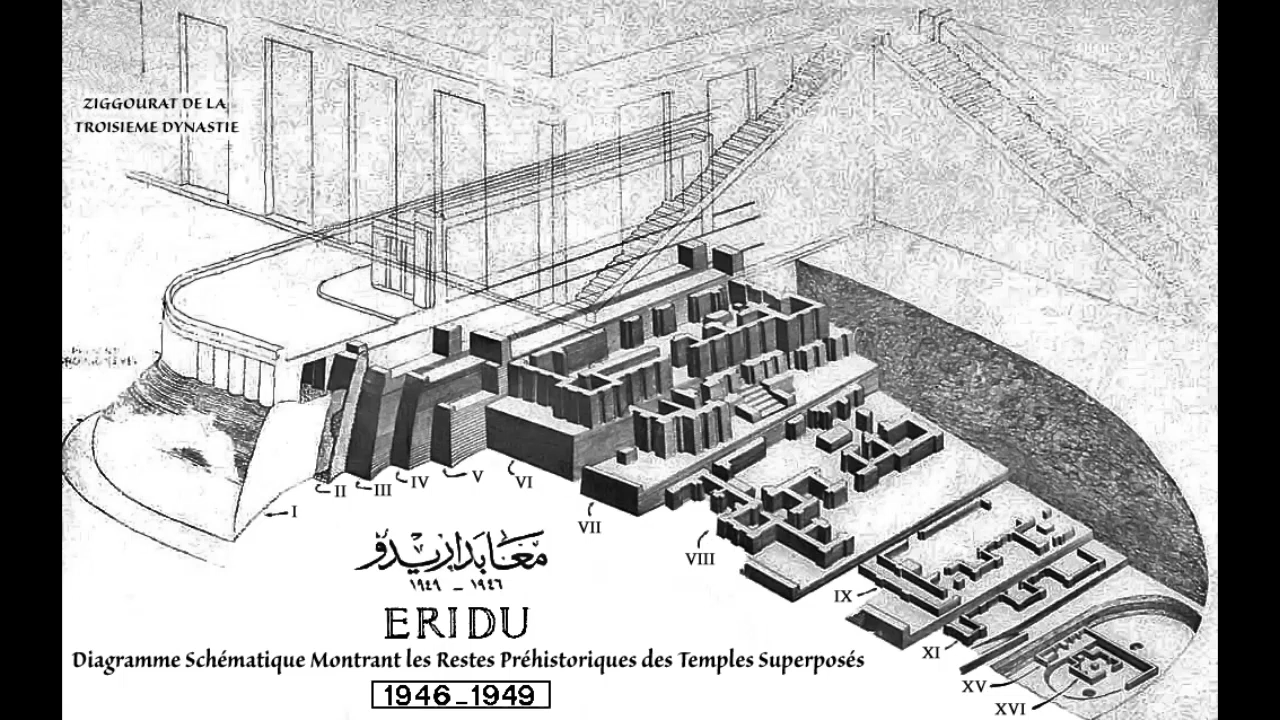 ZIGGOURAT DE LA
TROISIEME DYNASTIE
I
II
III
IV
V
VI
VII
VIII
IX
XI
XV
XVI
معابد اريدو
١٩٤٦ - ١٩٤٩
ERIDU
Diagramme Schématique Montrant les Restes Préhistoriques des Temples Superposés
1946-1949